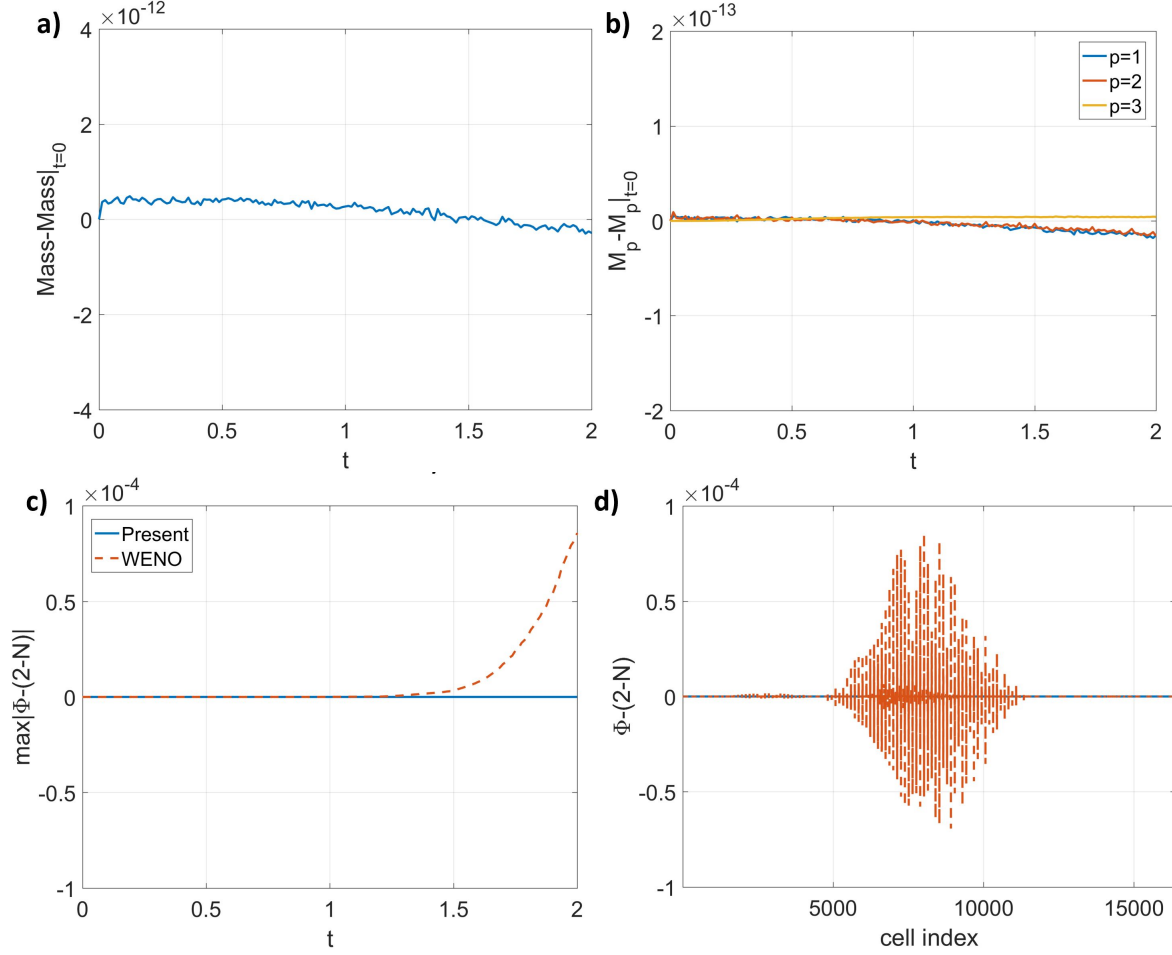 a)
×10^-12
4
2
0
-2
-4
Mass-Mass|t=0
0
0.5
1
1.5
2
t
b)
×10^-13
2
1
0
-1
-2
M_p-M_p|t=0
p=1
p=2
p=3
0
0.5
1
1.5
2
t
c)
×10^-4
1
0.5
0
-0.5
-1
max|Φ-(2-N)|
Present
WENO
0
0.5
1
1.5
2
t
d)
×10^-4
1
0.5
0
-0.5
-1
Φ-(2-N)
5000
10000
15000
cell index